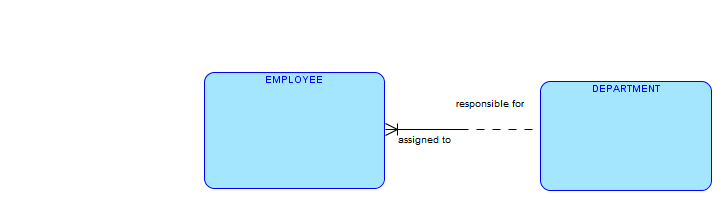 EMPLOYEE
DEPARTMENT
responsible for
assigned to